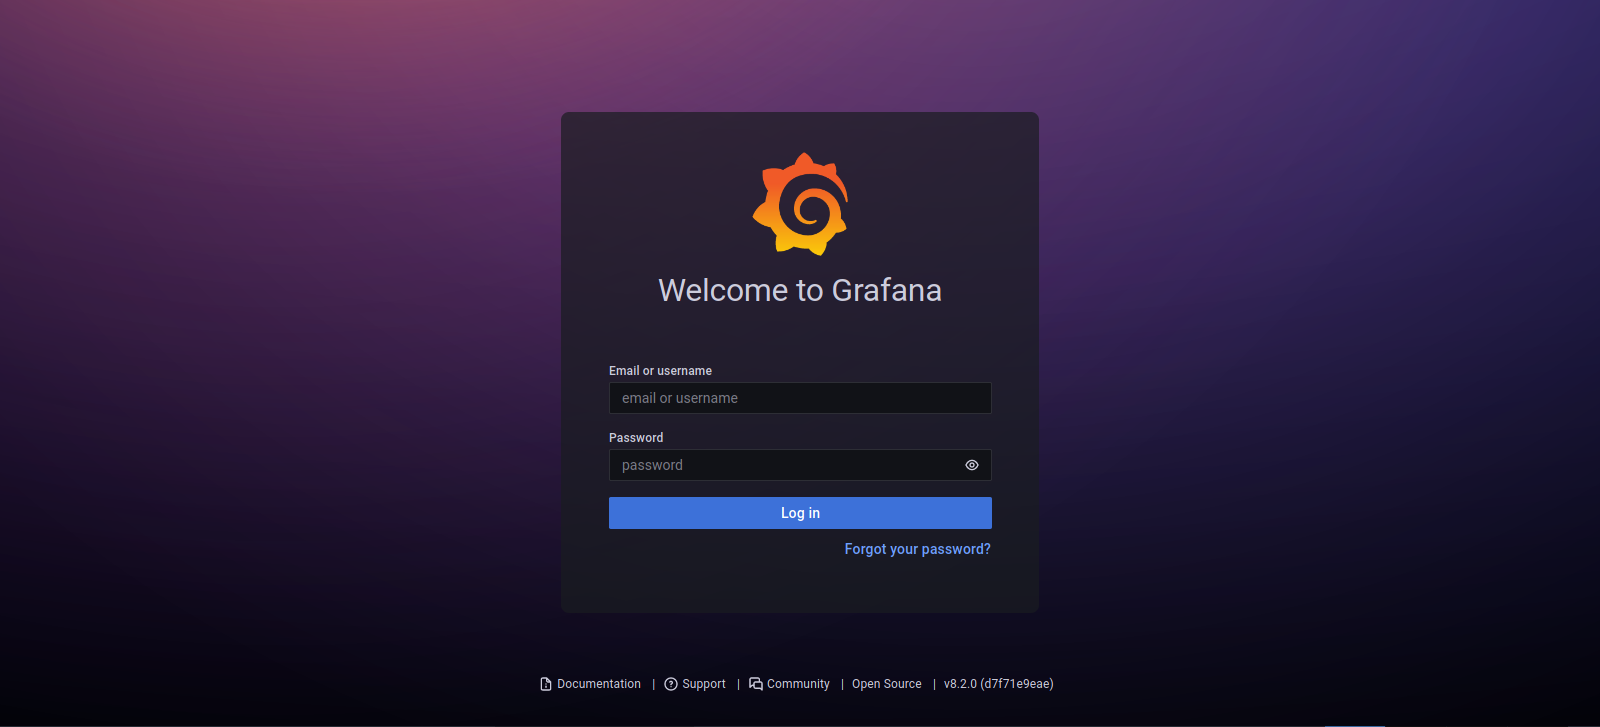 Welcome to Grafana
Email or username
email or username
Password
password
Log in
Forgot your password?
Documentation | Support | Community | Open Source | v8.2.0 (d7f71e9eae)